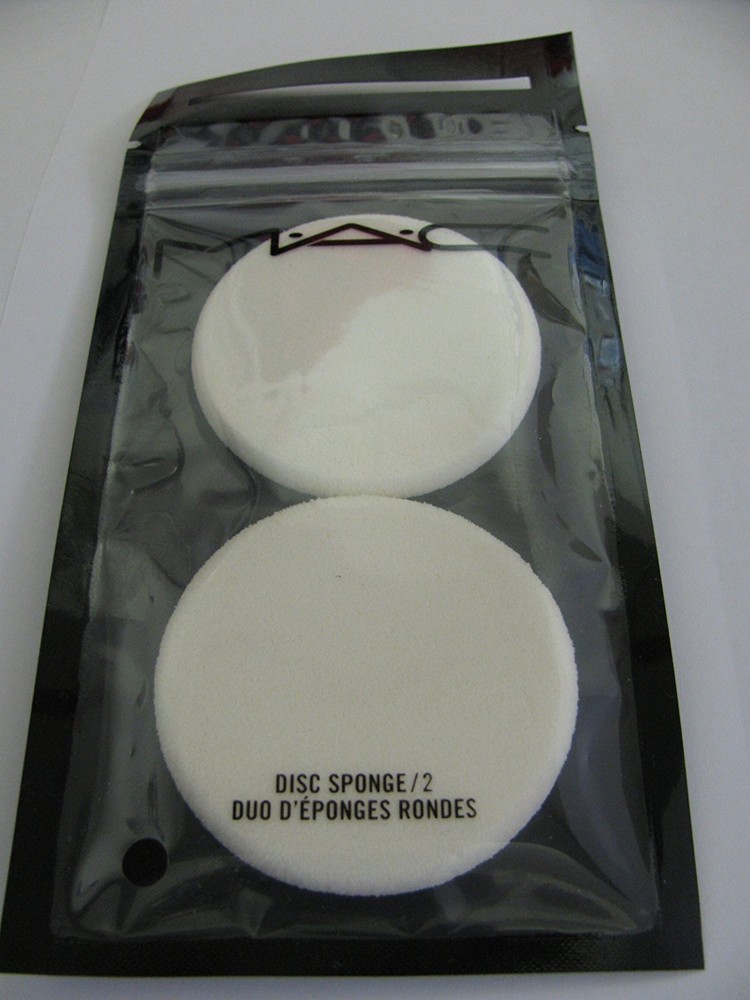 M·A·C
DISC SPONGE/2
DUO D'ÉPONGES RONDES